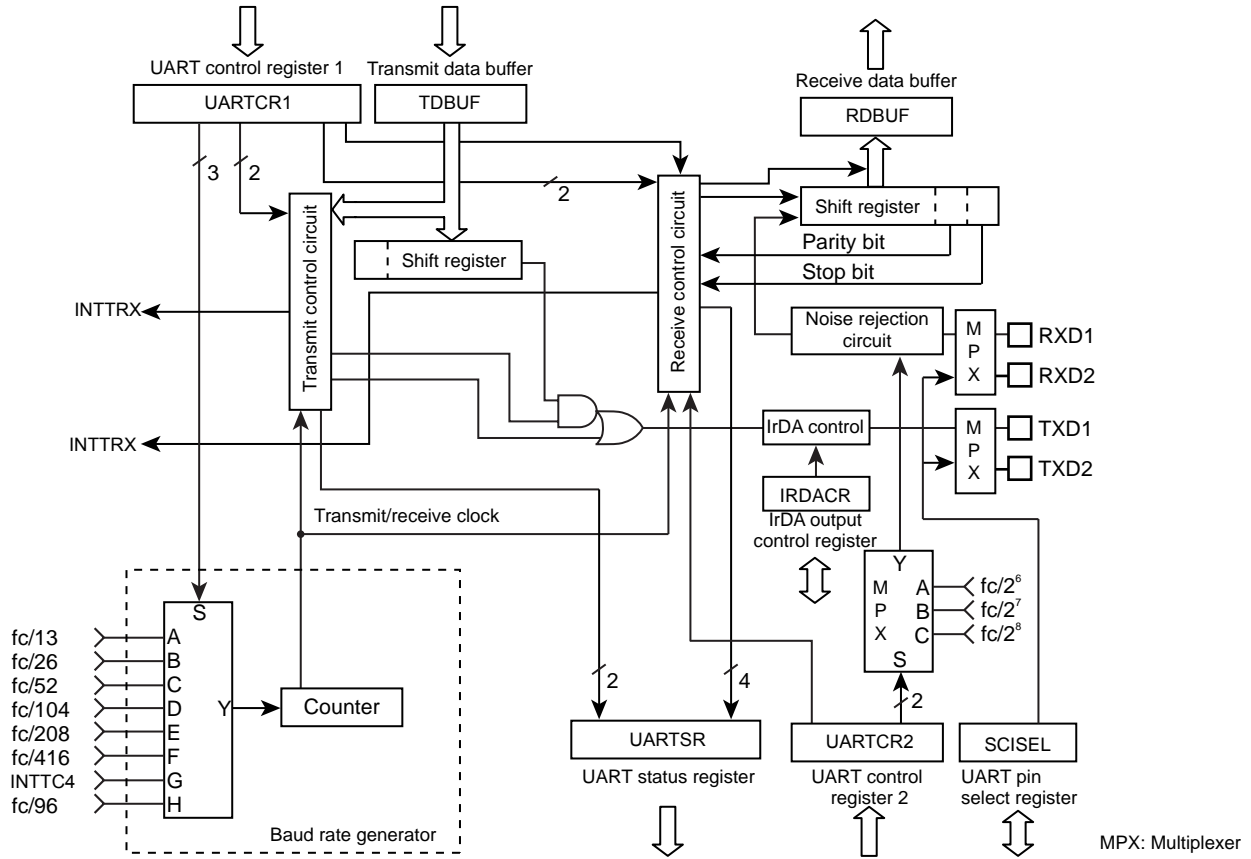 UART control register 1
UARTCR1
Transmit data buffer
TDBUF
Receive data buffer
RDBUF
3
2
2
Transmit control circuit
Shift register
Receive control circuit
Shift register
Parity bit
Stop bit
INTTRX
INTTRX
Noise rejection
circuit
M
P
X
RXD1
RXD2
IrDA control
M
P
X
TXD1
TXD2
IRDACR
IrDA output
control register
Transmit/receive clock
Y
M
P
X
A
B
C
S
fc/2⁶
fc/2⁷
fc/2⁸
2
fc/13
fc/26
fc/52
fc/104
fc/208
fc/416
INTTC4
fc/96
S
A
B
C
D
E
F
G
H
Y
Counter
Baud rate generator
2
4
UARTSR
UART status register
UARTCR2
UART control
register 2
SCISEL
UART pin
select register
MPX: Multiplexer